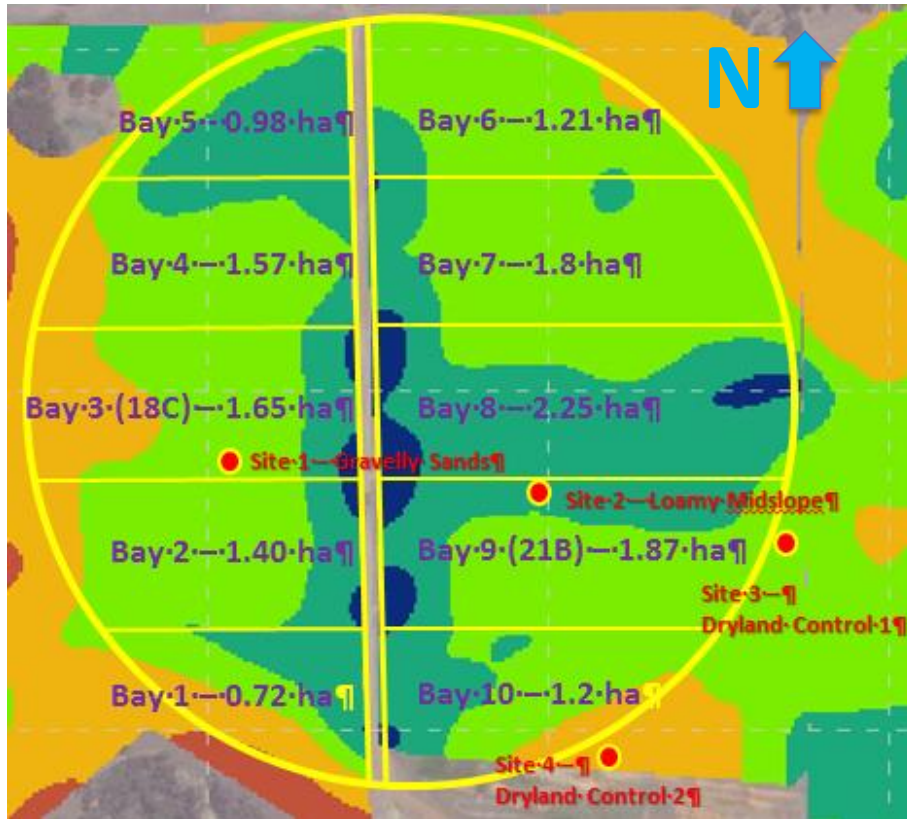 N
Bay·5·-·0.98·ha¶
Bay·6·–·1.21·ha¶
Bay·4·–·1.57·ha¶
Bay·7·–·1.8·ha¶
Bay·3·(18C)·–·1.65·ha¶
Bay·8·–·2.25·ha¶
Site·1·–·Gravelly·Sands¶
Site·2·–·Loamy·Midslope¶
Bay·2·–·1.40·ha¶
Bay·9·(21B)·–·1.87·ha¶
Site·3·–¶
Dryland·Control·1¶
Bay·1·–·0.72·ha¶
Bay·10·–·1.2·ha¶
Site·4·–¶
Dryland·Control·2¶